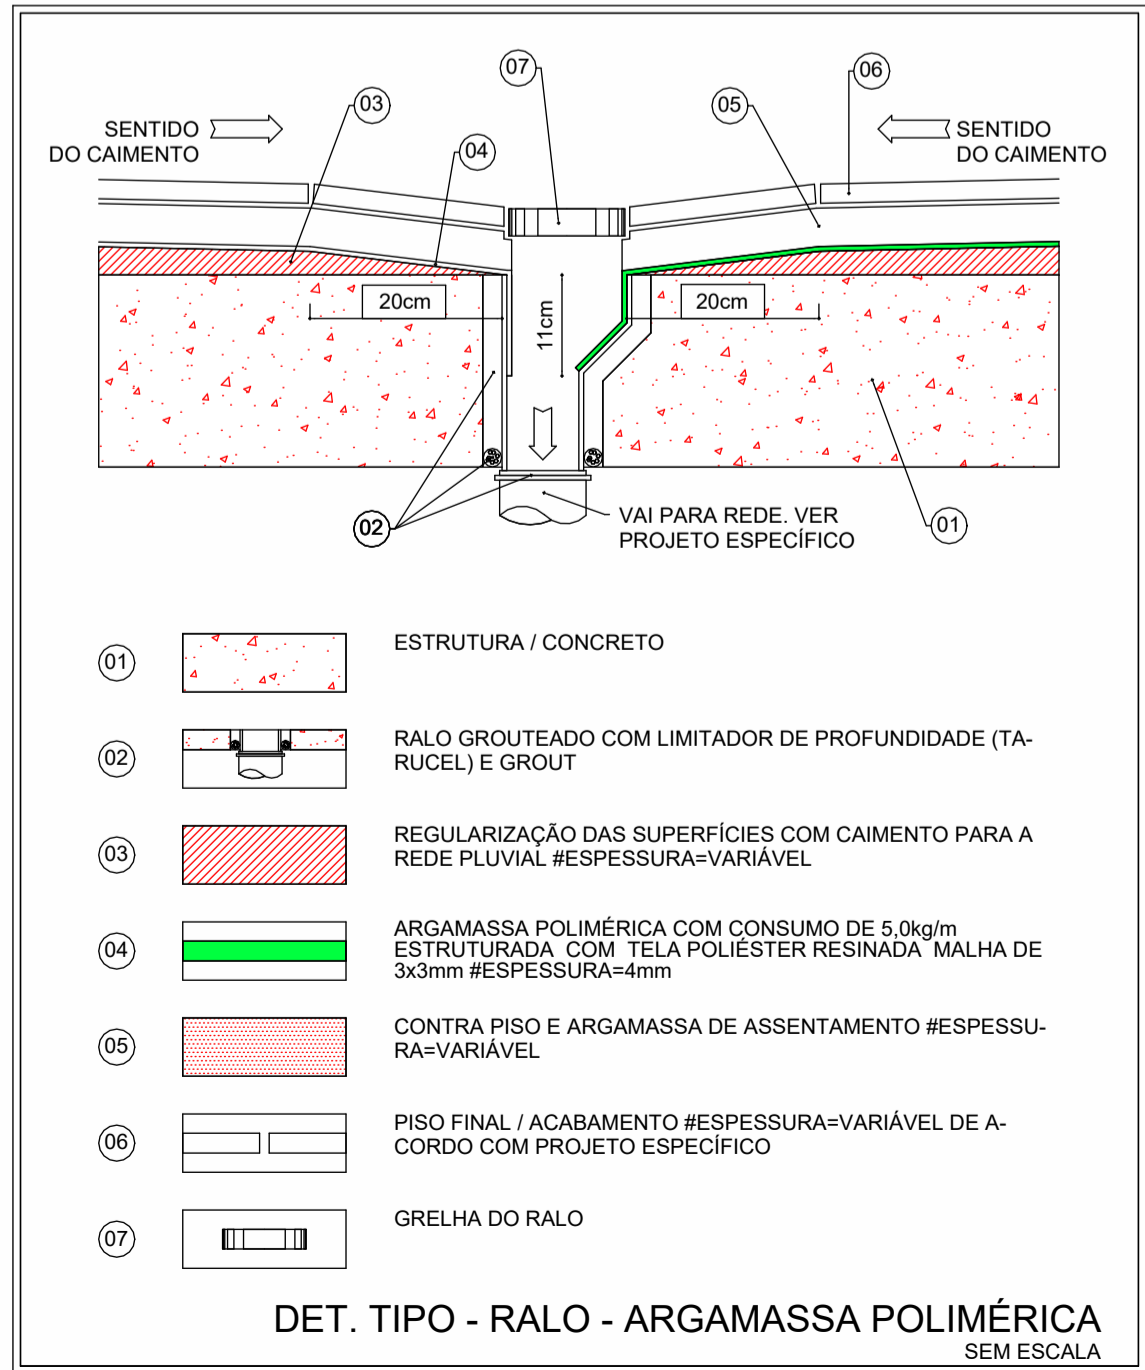 07
06
03
05
SENTIDO
DO CAIMENTO
04
SENTIDO
DO CAIMENTO
20cm
11cm
20cm
02
VAI PARA REDE. VER
PROJETO ESPECÍFICO
01
01
ESTRUTURA / CONCRETO
02
RALO GROUTEADO COM LIMITADOR DE PROFUNDIDADE (TA-
RUCEL) E GROUT
03
REGULARIZAÇÃO DAS SUPERFÍCIES COM CAIMENTO PARA A
REDE PLUVIAL #ESPESSURA=VARIÁVEL
04
ARGAMASSA POLIMÉRICA COM CONSUMO DE 5,0kg/m
ESTRUTURADA COM TELA POLIÉSTER RESINADA MALHA DE
3x3mm #ESPESSURA=4mm
05
CONTRA PISO E ARGAMASSA DE ASSENTAMENTO #ESPESSU-
RA=VARIÁVEL
06
PISO FINAL / ACABAMENTO #ESPESSURA=VARIÁVEL DE A-
CORDO COM PROJETO ESPECÍFICO
07
GRELHA DO RALO
DET. TIPO - RALO - ARGAMASSA POLIMÉRICA
SEM ESCALA